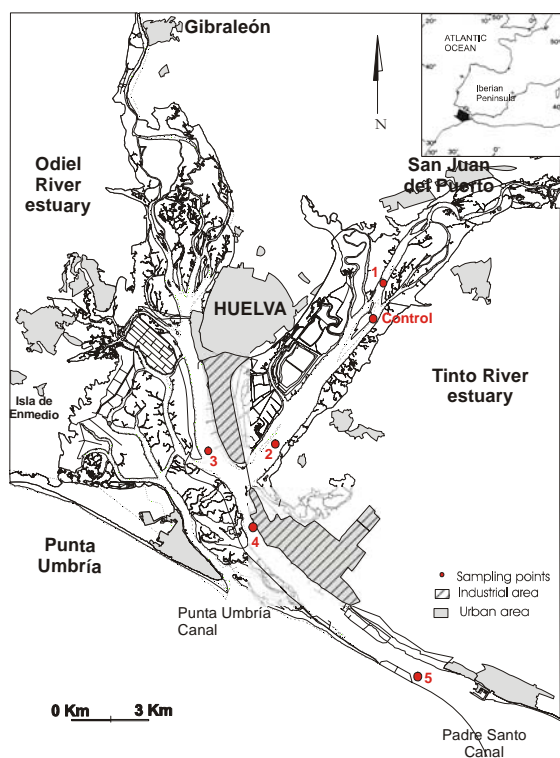 Gibraleón
ATLANTIC
OCEAN
Iberian
Peninsula
N
Odiel
River
estuary
San Juan
del Puerto
1
Control
HUELVA
Tinto River
estuary
Isla de
Enmedio
2
3
4
Punta
Umbría
Sampling points
Industrial area
Urban area
Punta Umbría
Canal
5
0 Km 3 Km
Padre Santo
Canal